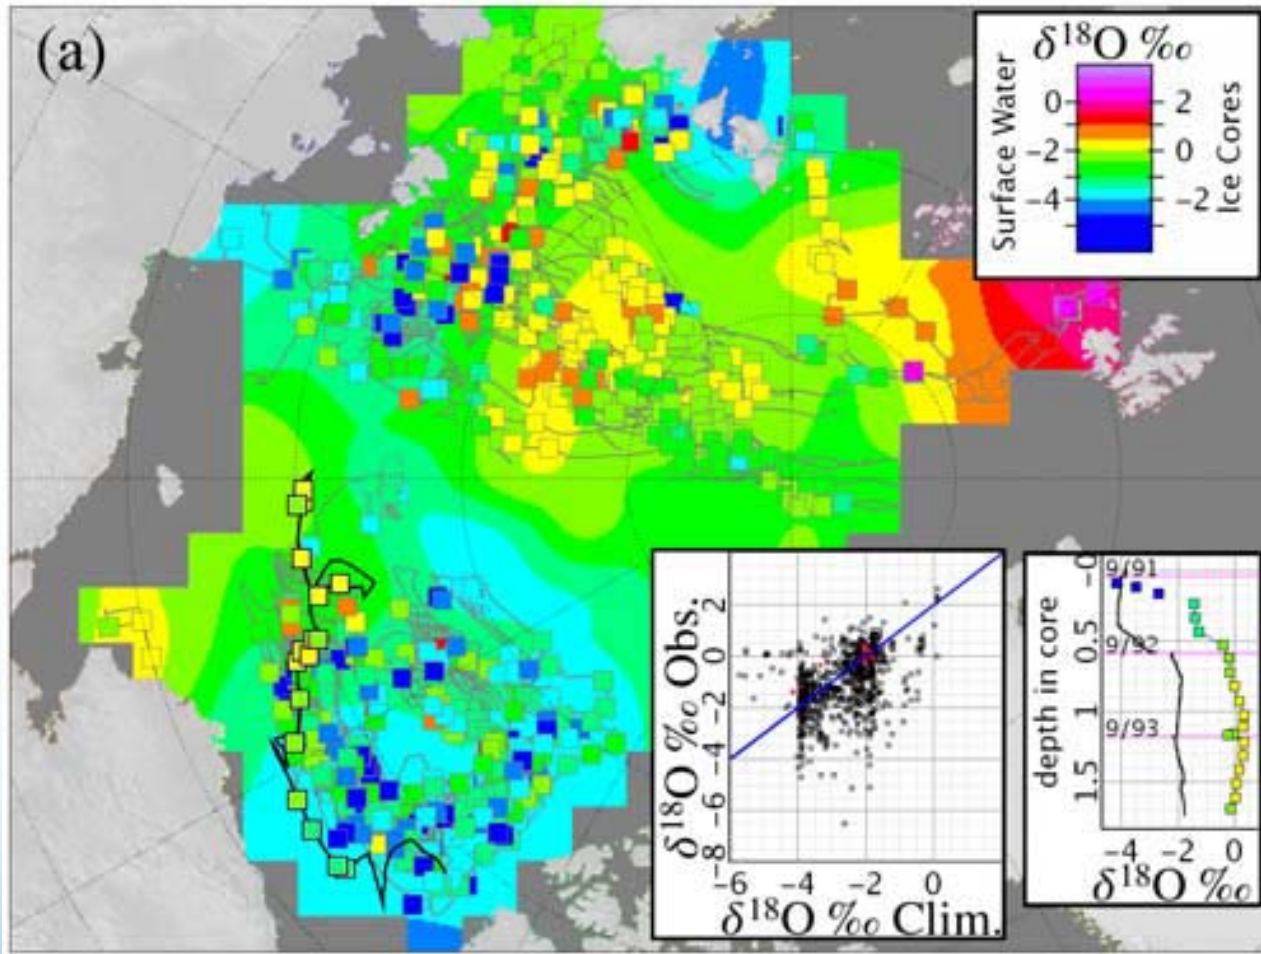 (a)
δ¹⁸O ‰
Surface Water
0
−2
−4
2
0
−2
Ice Cores
δ¹⁸O ‰ Obs.
2
0
−2
−4
−6
−8
−6 −4 −2 0
δ¹⁸O ‰ Clim.
depth in core
−0
0.5
1
1.5
9/91
9/92
9/93
−4 −2 0
δ¹⁸O ‰